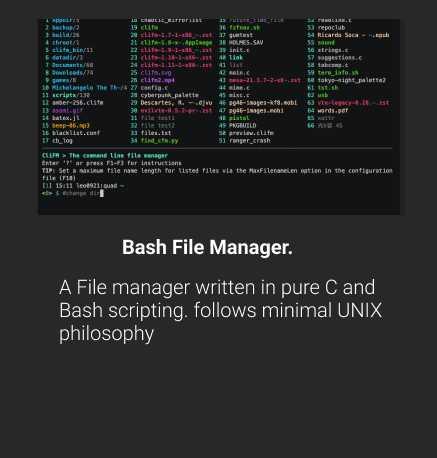 1 Appdir/5 18 chaotic_dirforlist 35 future_time_file 52 readline.c
2 backup/2 19 clifm 36 fzfnav.sh 53 repoclub
3 build/26 20 clifm-1.7-1-x86_~.zst 37 gumtest 54 Ricardo Soca ~ ~.epub
4 chroot/1 21 clifm-1.8-x~.AppImage 38 HOLMES.SAV 55 sound
5 clifm_bin/11 22 clifm-1.9-1-x86~.zst 39 init.c 56 strings.c
6 datadir/3 23 clifm-1.10-1-x86~.zst 40 link 57 suggestions.c
7 Documents/68 24 clifm-1.11-1-x89~.zst 41 list 58 tabcomp.c
8 Downloads/74 25 clifm.svg 42 main.c 59 term_info.sh
9 games/8 26 clifm2.mp4 43 mesa-21.3.7-2-x8~.zst 60 tokyo-night_palette2
10 Michelangelo The Th~/4 27 config.c 44 mime.c 61 tst.sh
11 scripts/130 28 cyberpunk_palette 45 misc.c 62 usb
12 amber-256.clifm 29 Descartes, R. ~-.djvu 46 pg46-images-kf8.mobi 63 vte-legacy-0.28.~.zst
13 asomi.gif 30 evilvte-0.5.2~pr~.zst 47 pg46-images.mobi 64 words.pdf
14 batex.jl 31 file test1 48 pistol 65 xattr
15 beep-06.mp3 32 file test2 49 PKGBUILD
16 blacklist.conf 33 files.txt 50 preview.clifm
17 cb_log 34 find_cfm.py 51 ranger_crash
CliFM > The command line file manager
Enter '?' or press F1-F3 for instructions
TIP: Set a maximum file name length for listed files via the MaxFilenameLen option in the configuration
file (F10)
[1] 15:11 leo0921:quad ~
<0> $ #change dir
Bash File Manager.
A File manager written in pure C and
Bash scripting. follows minimal UNIX
philosophy